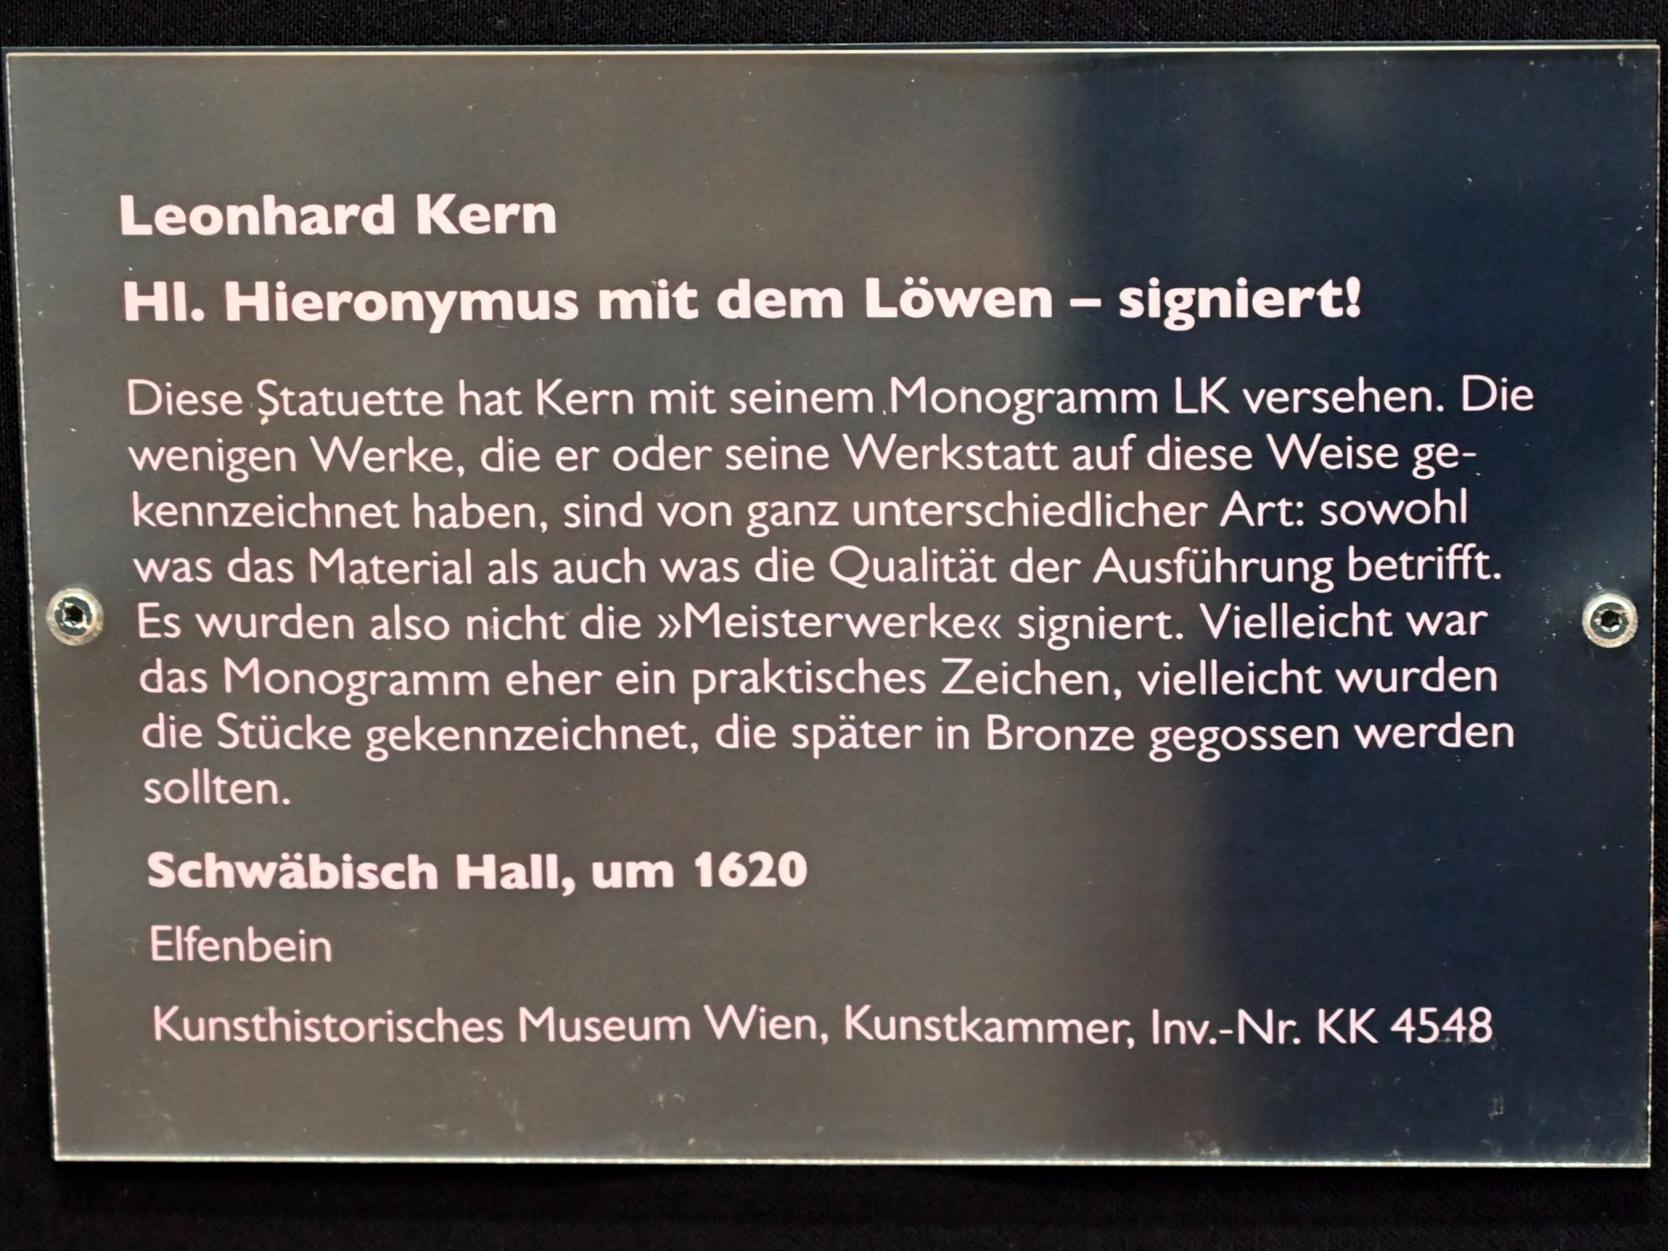 Leonhard Kern
Hl. Hieronymus mit dem Löwen – signiert!
Diese Statuette hat Kern mit seinem Monogramm LK versehen. Die
wenigen Werke, die er oder seine Werkstatt auf diese Weise ge-
kennzeichnet haben, sind von ganz unterschiedlicher Art: sowohl
was das Material als auch was die Qualität der Ausführung betrifft.
Es wurden also nicht die »Meisterwerke« signiert. Vielleicht war
das Monogramm eher ein praktisches Zeichen, vielleicht wurden
die Stücke gekennzeichnet, die später in Bronze gegossen werden
sollten.
Schwäbisch Hall, um 1620
Elfenbein
Kunsthistorisches Museum Wien, Kunstkammer, Inv.-Nr. KK 4548